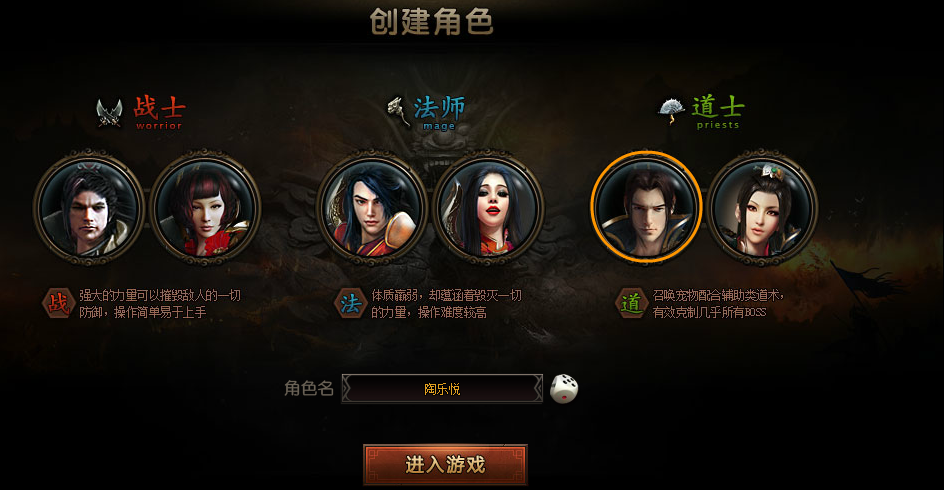 创建角色
战士
worrior
法师
mage
道士
priests
战
强大的力量可以摧毁敌人的一切
防御，操作简单易于上手
法
体质羸弱，却蕴涵着毁灭一切
的力量，操作难度较高
道
召唤宠物配合辅助类道术，
有效克制几乎所有BOSS
角色名
陶乐悦
进入游戏